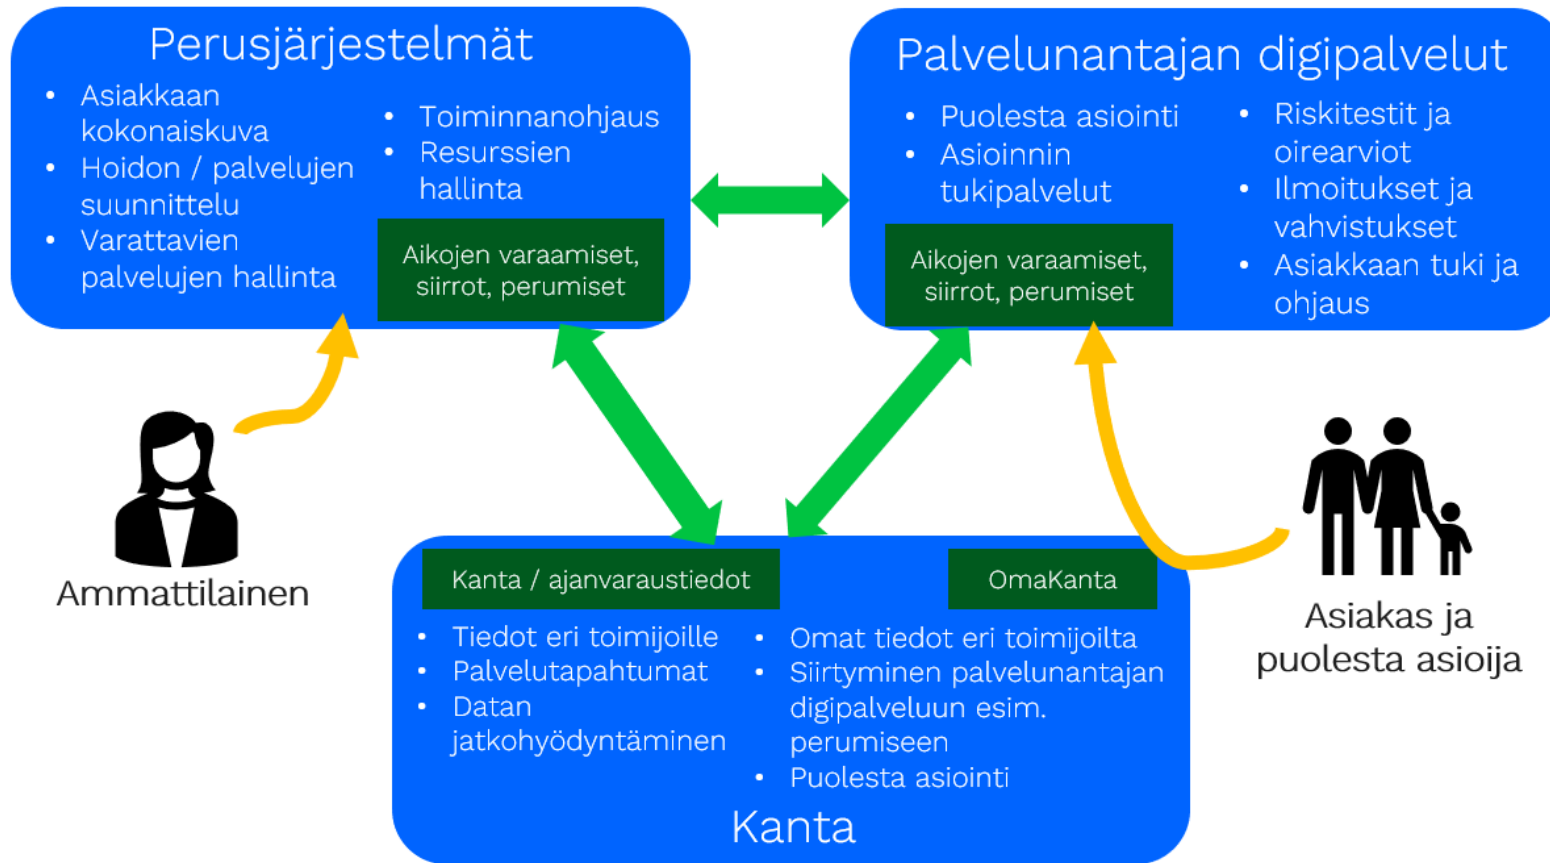 Perusjärjestelmät
• Asiakkaan
kokonaiskuva
• Hoidon / palvelujen
suunnittelu
• Varattavien
palvelujen hallinta
• Toiminnanohjaus
• Resurssien
hallinta
Aikojen varaamiset,
siirrot, perumiset
Palvelunantajan digipalvelut
• Puolesta asiointi
• Asioinnin
tukipalvelut
Aikojen varaamiset,
siirrot, perumiset
• Riskitestit ja
oirearviot
• Ilmoitukset ja
vahvistukset
• Asiakkaan tuki ja
ohjaus
Ammattilainen
Asiakas ja
puolesta asioija
Kanta / ajanvaraustiedot
• Tiedot eri toimijoille
• Palvelutapahtumat
• Datan
jatkohyödyntäminen
OmaKanta
• Omat tiedot eri toimijoilta
• Siirtyminen palvelunantajan
digipalveluun esim.
perumiseen
• Puolesta asiointi
Kanta